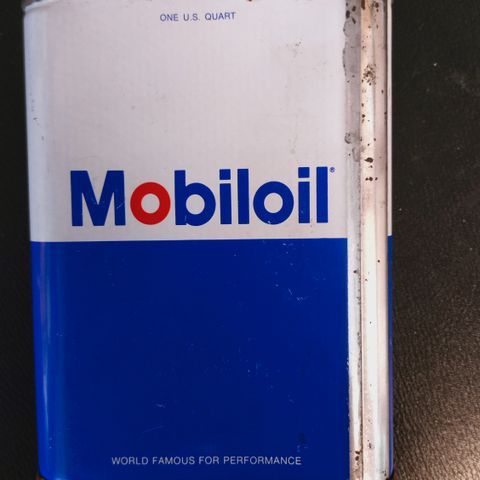 ONE U.S. QUART
Mobiloil®
WORLD FAMOUS FOR PERFORMANCE